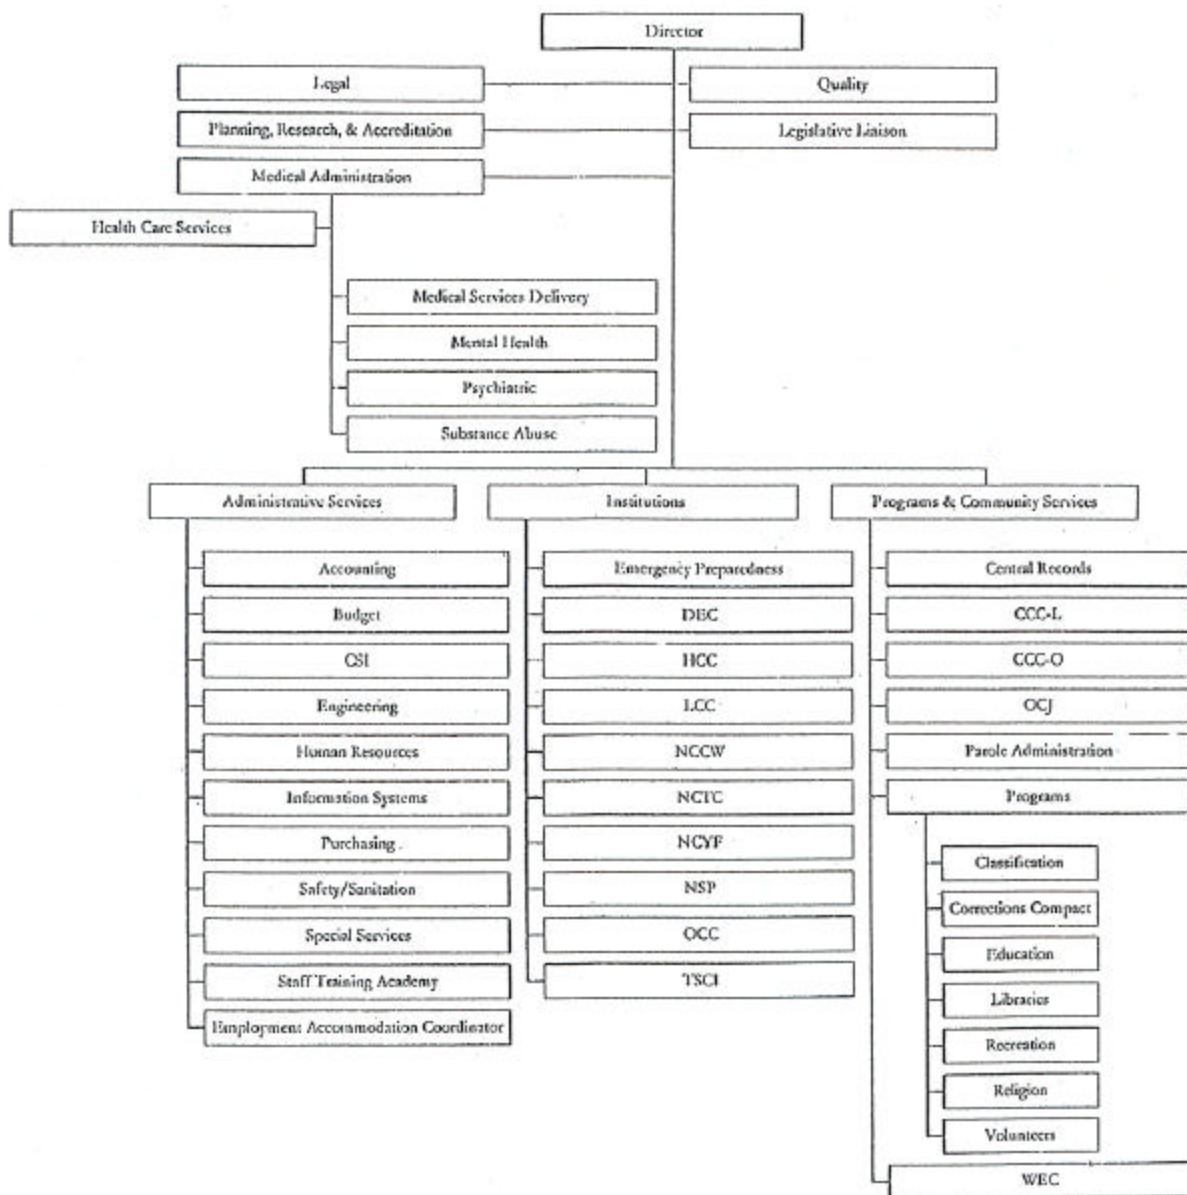 Director
Legal
Quality
Planning, Research, & Accreditation
Legislative Liaison
Medical Administration
Health Care Services
Medical Services Delivery
Mental Health
Psychiatric
Substance Abuse
Administrative Services
Institutions
Programs & Community Services
Accounting
Budget
CSI
Engineering
Human Resources
Information Systems
Purchasing
Safety/Sanitation
Special Services
Staff Training Academy
Employment Accommodation Coordinator
Emergency Preparedness
DEC
HCC
LCC
NCCW
NCTC
NCYF
NSP
OCC
TSCI
Central Records
CCC-L
CCC-O
OCJ
Parole Administration
Programs
Classification
Corrections Compact
Education
Libraries
Recreation
Religion
Volunteers
WEC